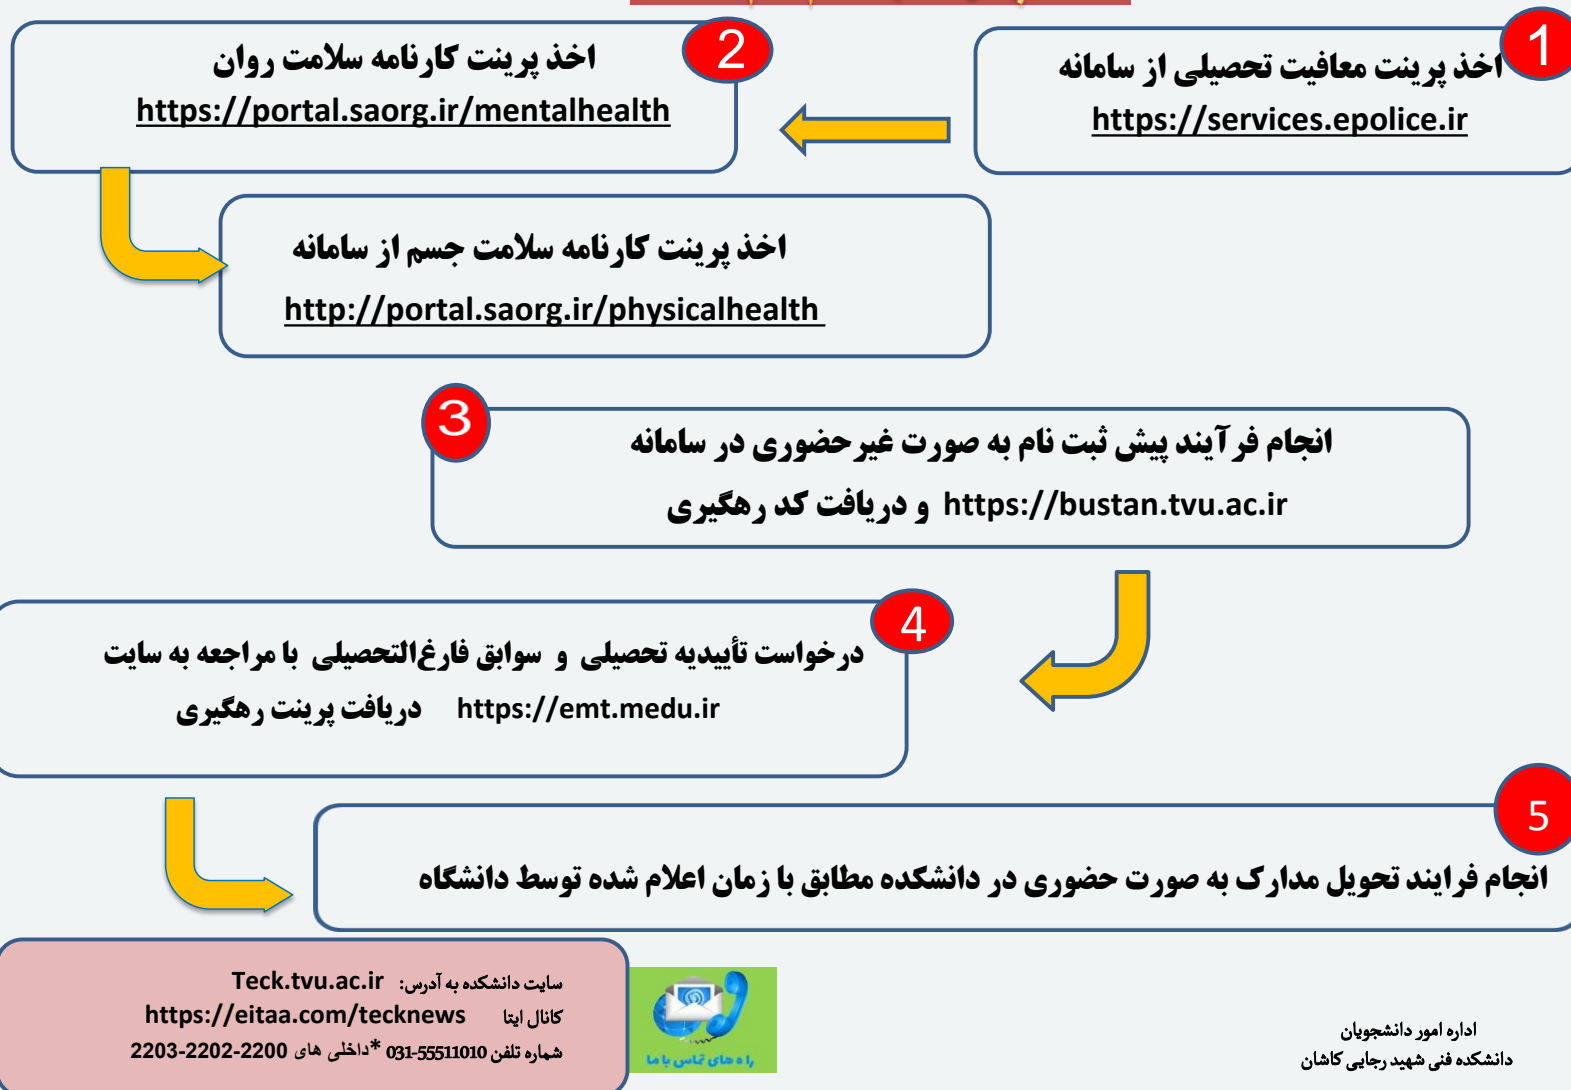 1
اخذ پرینت معافیت تحصیلی از سامانه
https://services.epolice.ir
2
اخذ پرینت کارنامه سلامت روان
https://portal.saorg.ir/mentalhealth
اخذ پرینت کارنامه سلامت جسم از سامانه
http://portal.saorg.ir/physicalhealth
3
انجام فرآیند پیش ثبت نام به صورت غیرحضوری در سامانه
https://bustan.tvu.ac.ir و دریافت کد رهگیری
4
درخواست تأییدیه تحصیلی و سوابق فارغ‌التحصیلی با مراجعه به سایت
https://emt.medu.ir دریافت پرینت رهگیری
5
انجام فرایند تحویل مدارک به صورت حضوری در دانشکده مطابق با زمان اعلام شده توسط دانشگاه
سایت دانشکده به آدرس: Teck.tvu.ac.ir
کانال ایتا https://eitaa.com/tecknews
شماره تلفن 031-55511010 *داخلی های 2200-2202-2203
راه های تماس با ما
اداره امور دانشجویان
دانشکده فنی شهید رجایی کاشان